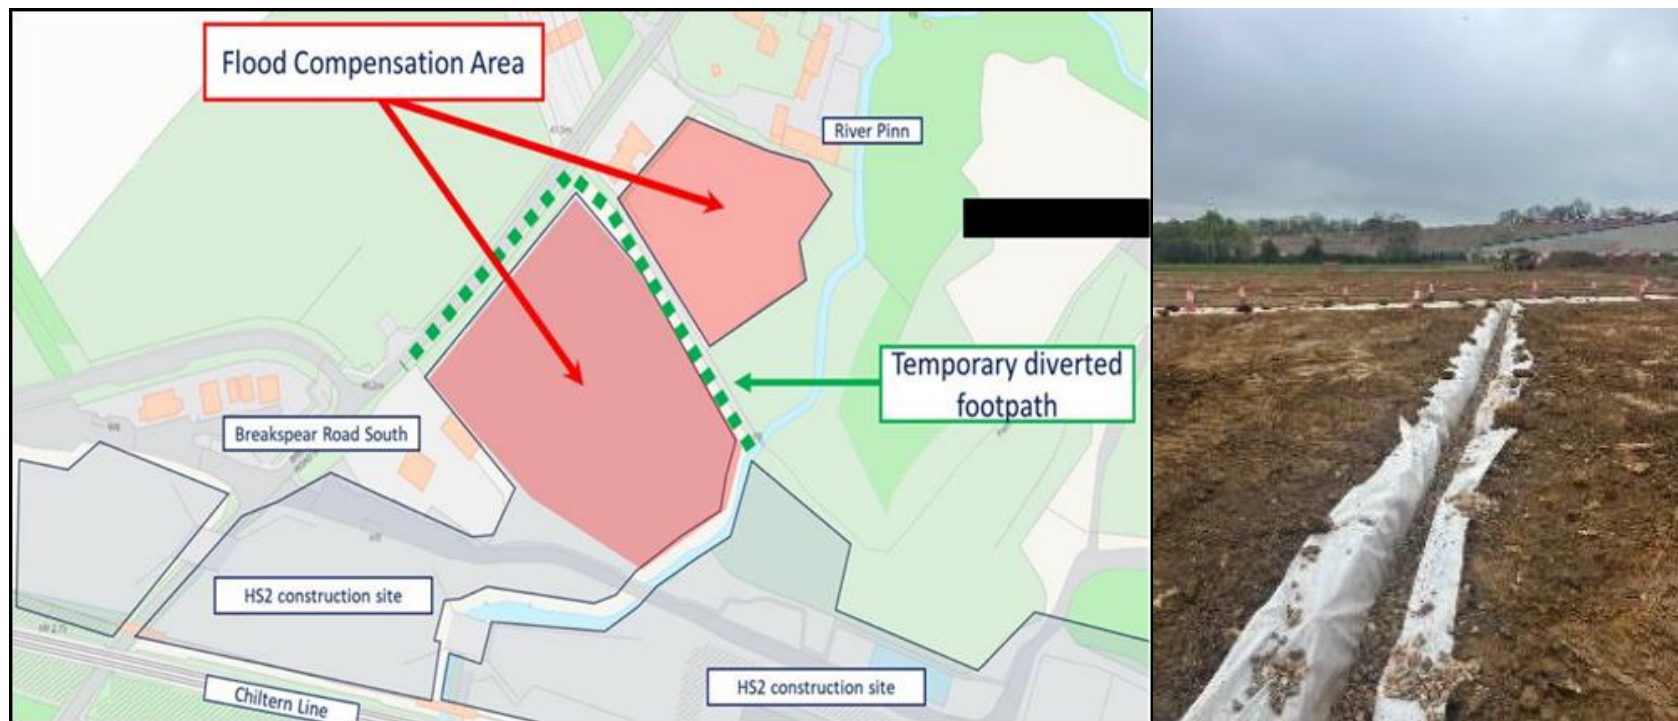 Flood Compensation Area
River Pinn
Temporary diverted
footpath
Breakspear Road South
HS2 construction site
HS2 construction site
Chiltern Line